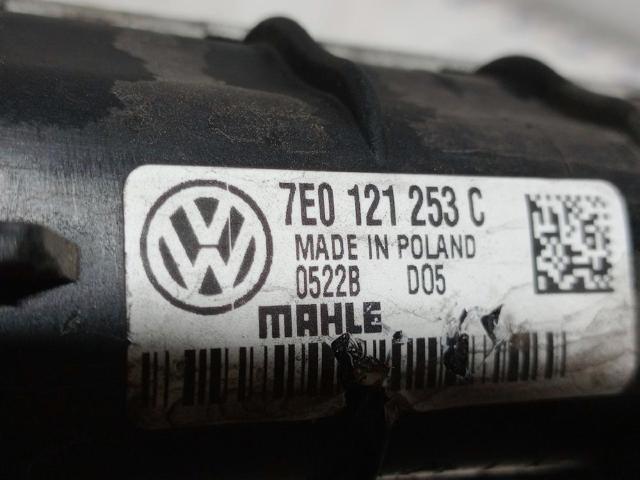 7E0 121 253 C
MADE IN POLAND
0522B D05
MAHLE